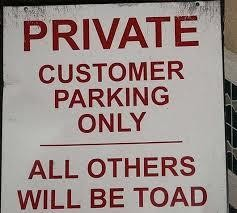 PRIVATE
CUSTOMER
PARKING
ONLY
ALL OTHERS
WILL BE TOAD